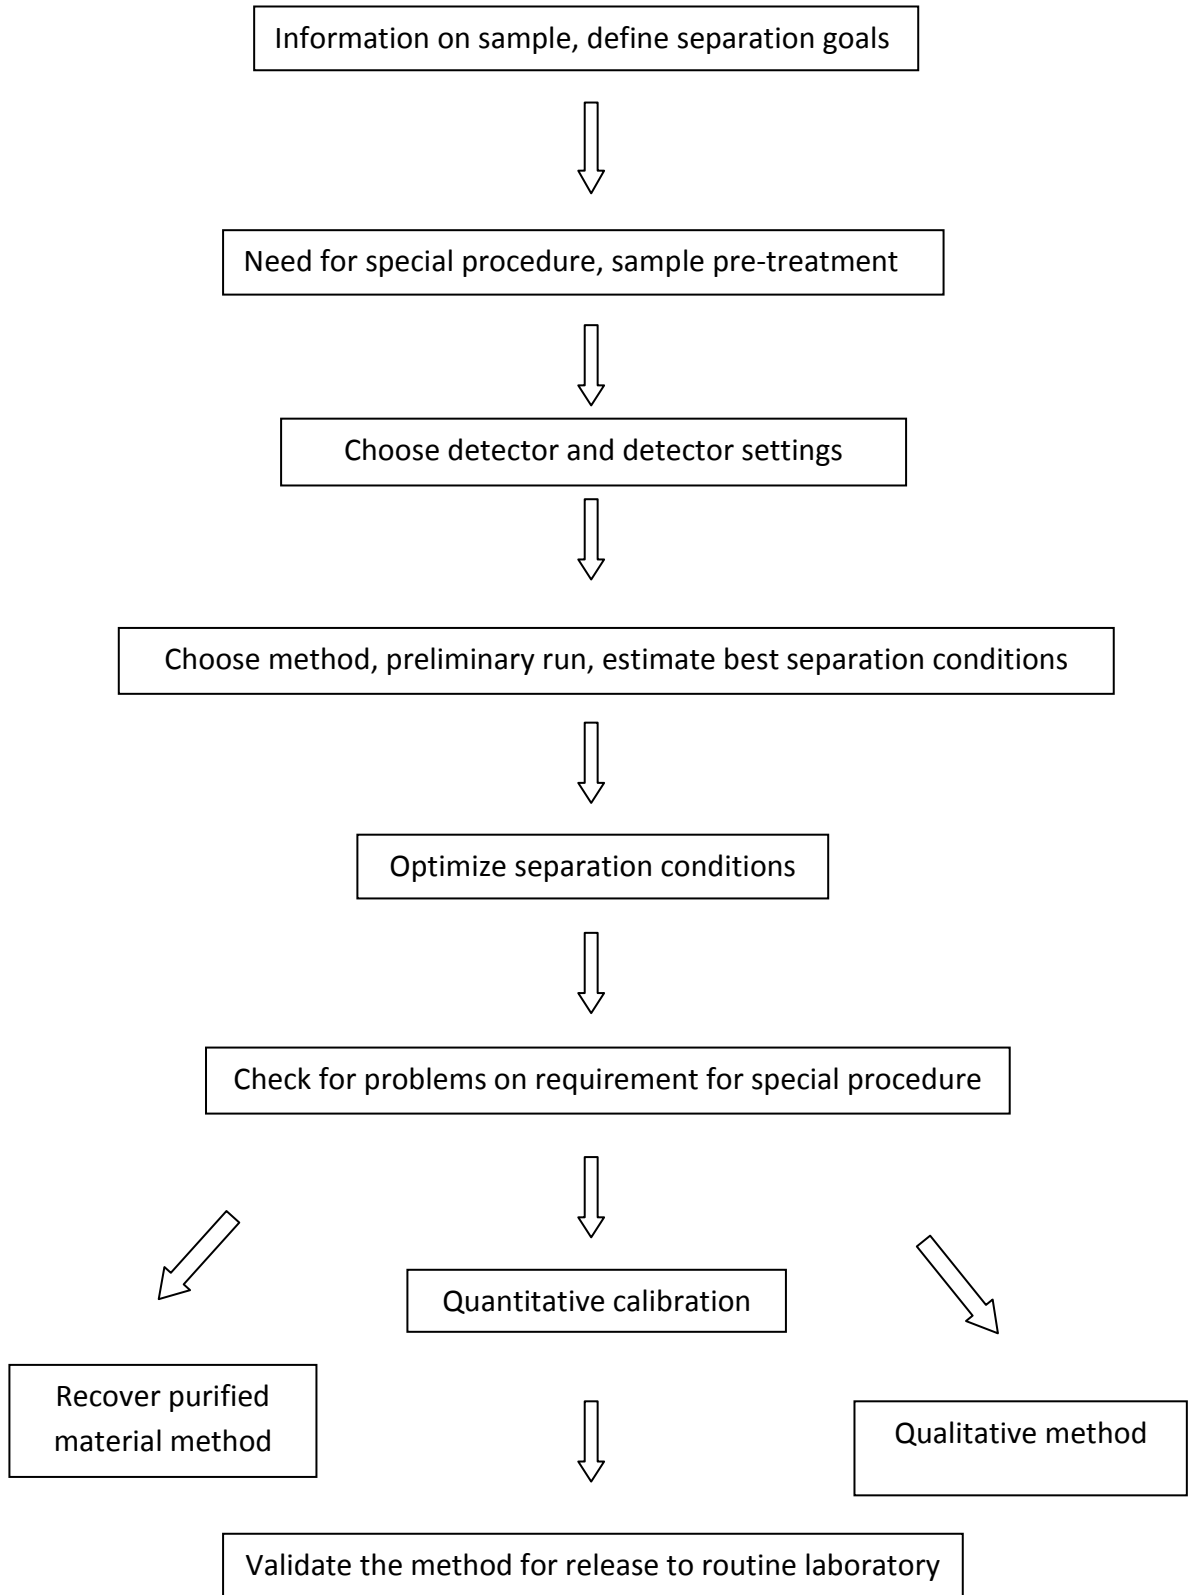 Information on sample, define separation goals
Need for special procedure, sample pre-treatment
Choose detector and detector settings
Choose method, preliminary run, estimate best separation conditions
Optimize separation conditions
Check for problems on requirement for special procedure
Quantitative calibration
Recover purified
material method
Qualitative method
Validate the method for release to routine laboratory